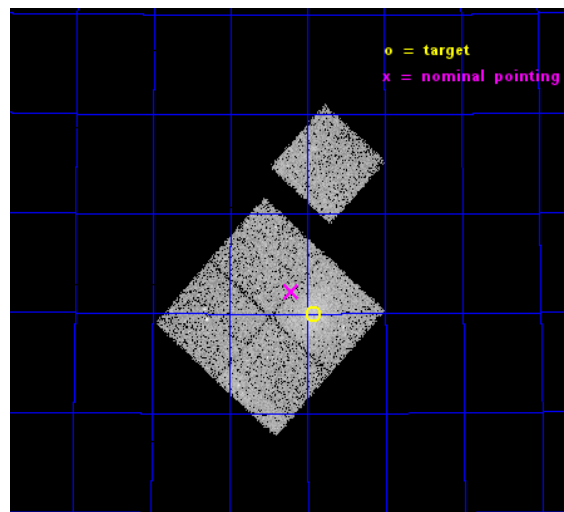 o = target
x = nominal pointing